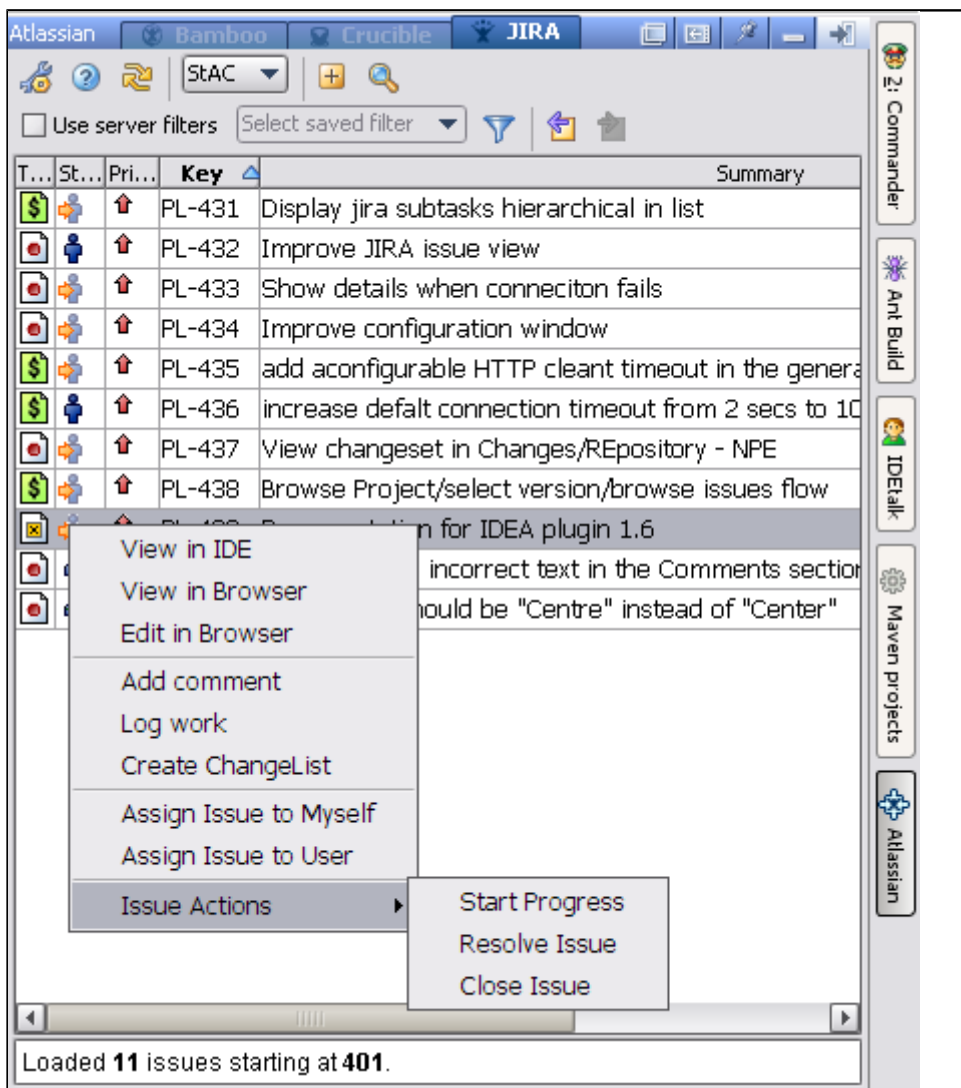 Atlassian Bamboo Crucible JIRA
StAC
Use server filters Select saved filter
T... St... Pri... Key Summary
PL-431 Display jira subtasks hierarchical in list
PL-432 Improve JIRA issue view
PL-433 Show details when conneciton fails
PL-434 Improve configuration window
PL-435 add aconfigurable HTTP cleant timeout in the genera
PL-436 increase defalt connection timeout from 2 secs to 10
PL-437 View changeset in Changes/REpository - NPE
PL-438 Browse Project/select version/browse issues flow
n for IDEA plugin 1.6
incorrect text in the Comments section
hould be "Centre" instead of "Center"
View in IDE
View in Browser
Edit in Browser
Add comment
Log work
Create ChangeList
Assign Issue to Myself
Assign Issue to User
Issue Actions
Start Progress
Resolve Issue
Close Issue
Loaded 11 issues starting at 401.
2: Commander
Ant Build
IDEtalk
Maven projects
Atlassian